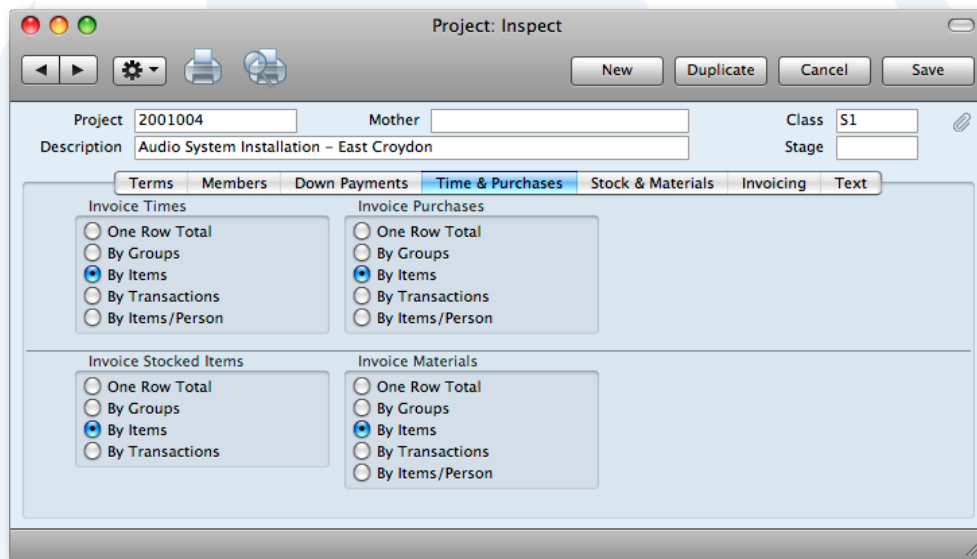 Project: Inspect
New Duplicate Cancel Save
Project 2001004 Mother Class S1
Description Audio System Installation – East Croydon Stage
Terms Members Down Payments Time & Purchases Stock & Materials Invoicing Text
Invoice Times Invoice Purchases
One Row Total One Row Total
By Groups By Groups
By Items By Items
By Transactions By Transactions
By Items/Person By Items/Person
Invoice Stocked Items Invoice Materials
One Row Total One Row Total
By Groups By Groups
By Items By Items
By Transactions By Transactions
By Items/Person